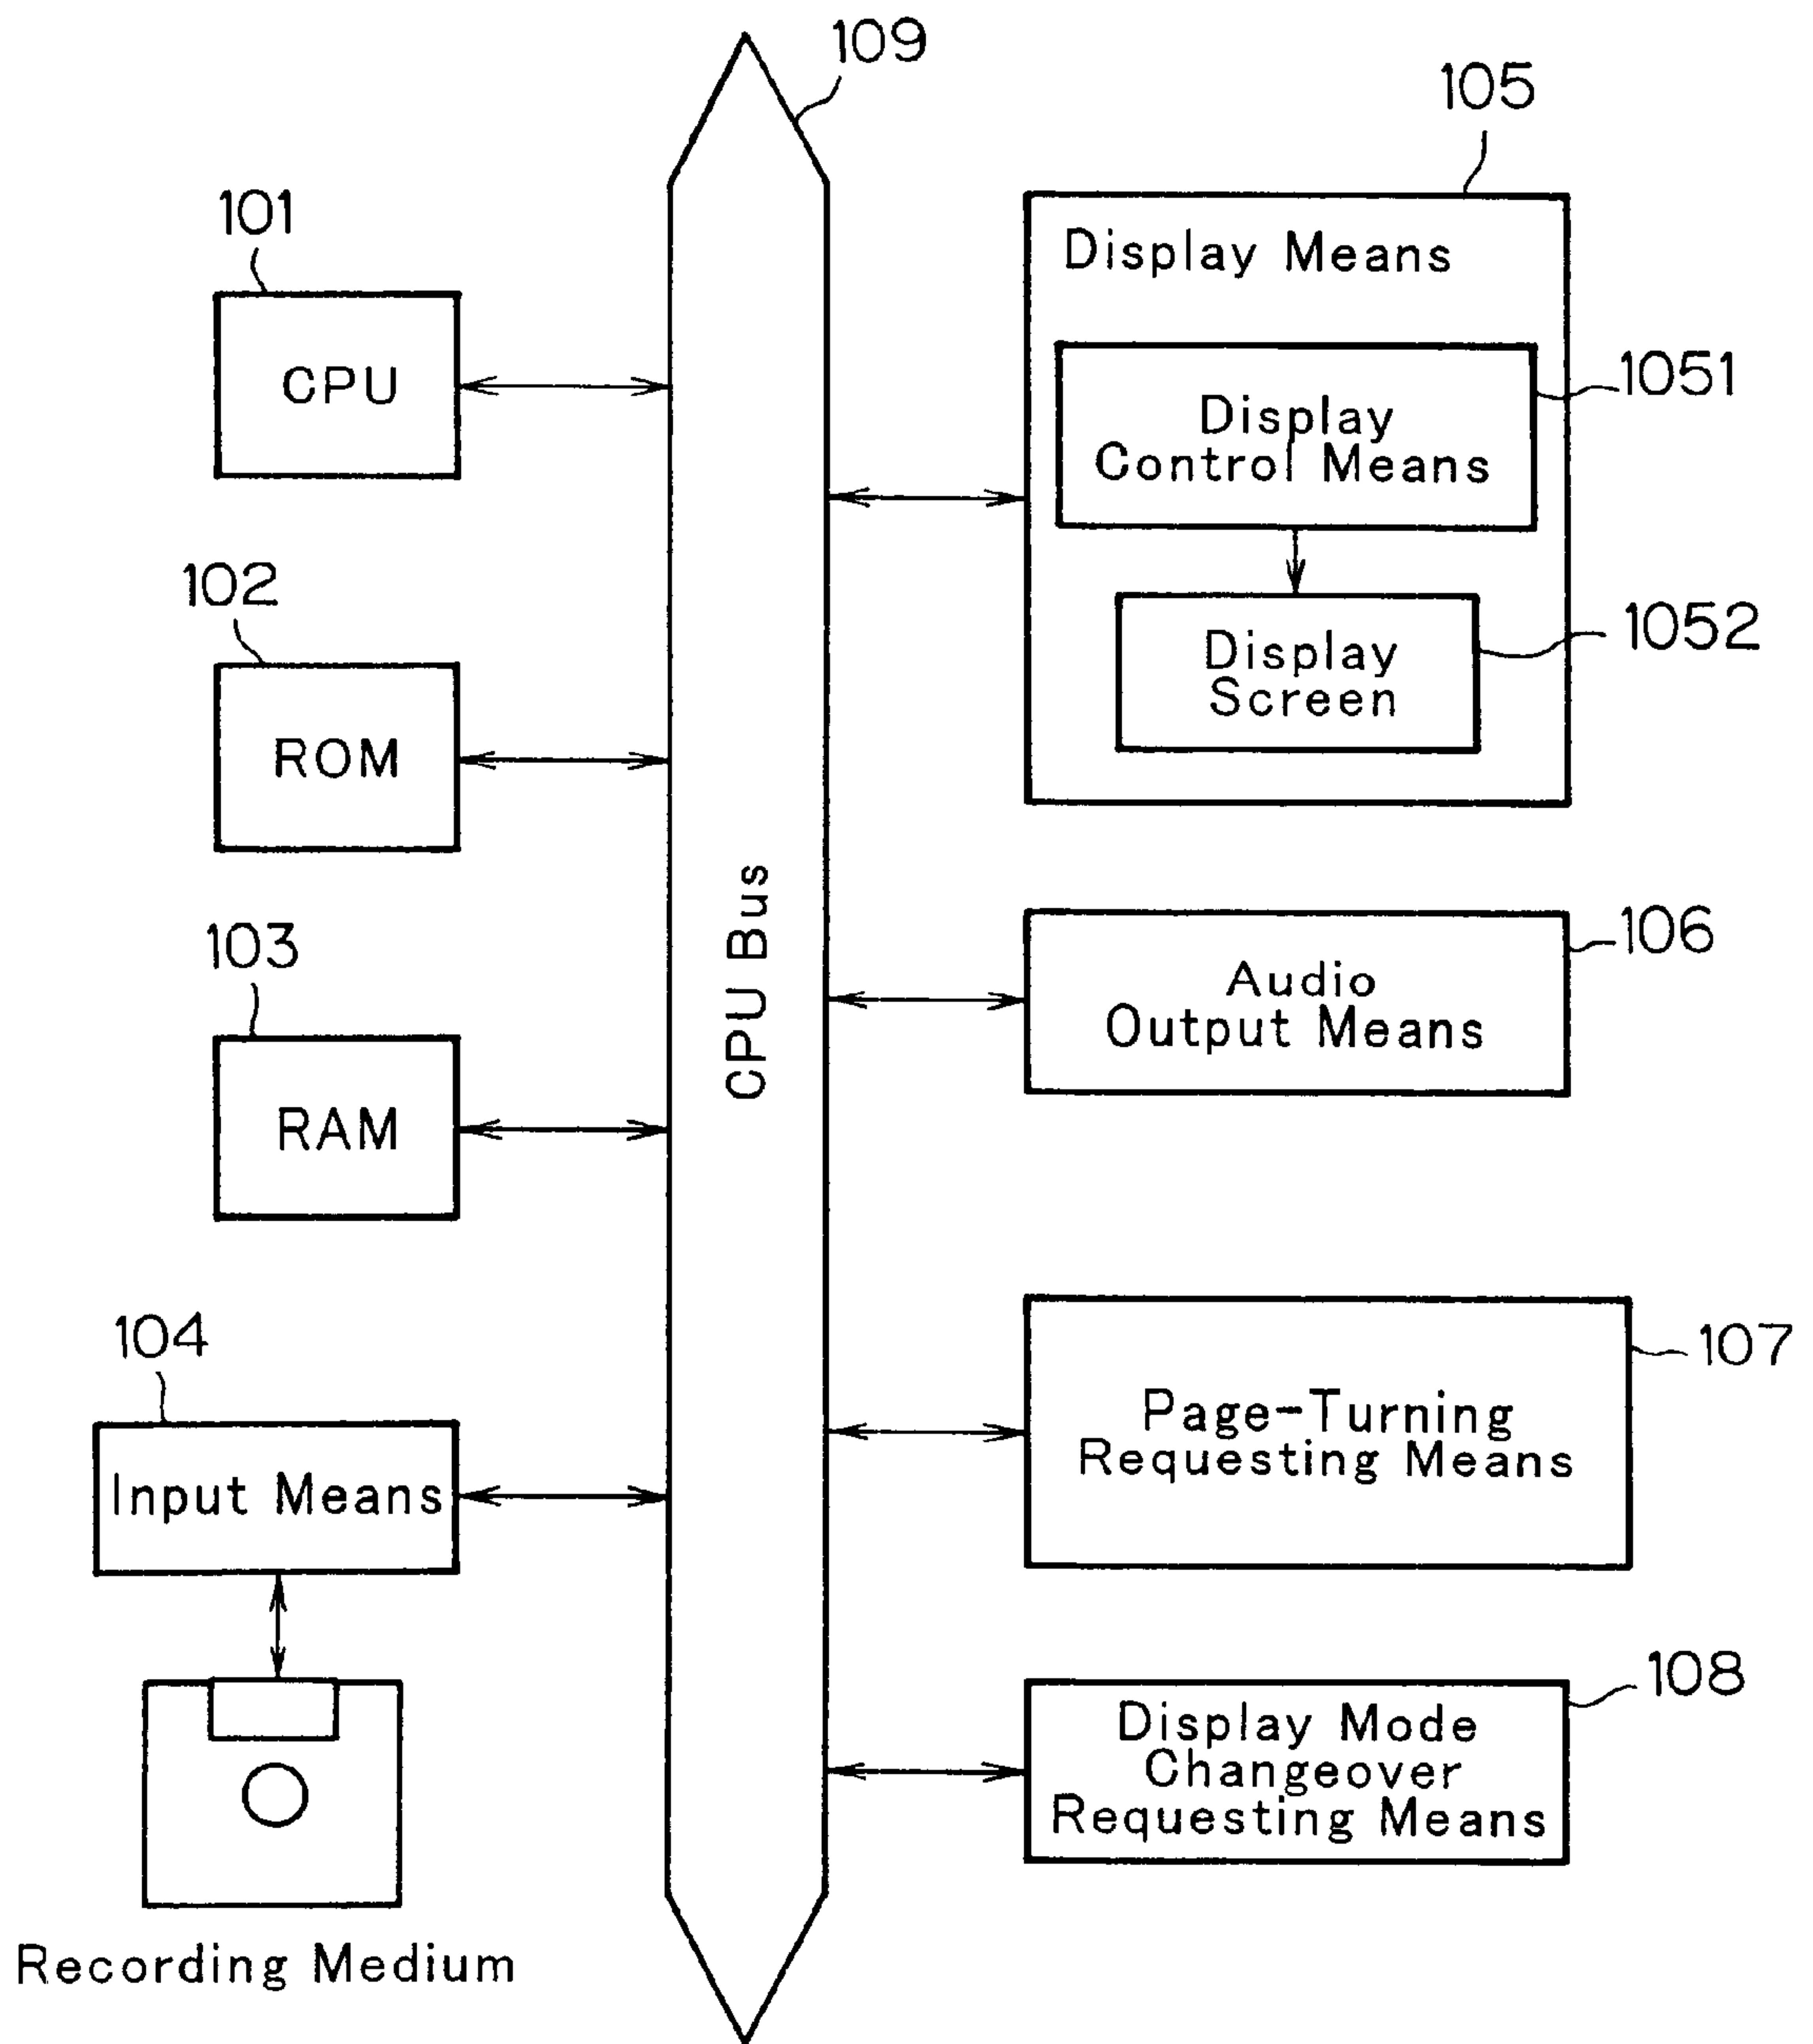 109
105
101
Display Means
CPU
1051
Display
Control Means
102
1052
Display
Screen
ROM
CPU Bus
103
106
Audio
Output Means
RAM
104
107
Page-Turning
Requesting Means
Input Means
108
Display Mode
Changeover
Requesting Means
Recording Medium